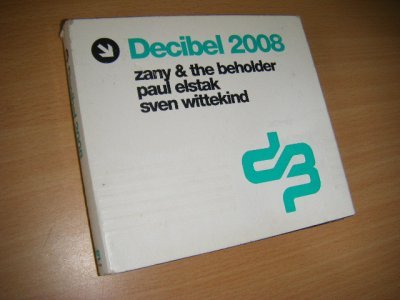 Decibel 2008
zany & the beholder
paul elstak
sven wittekind